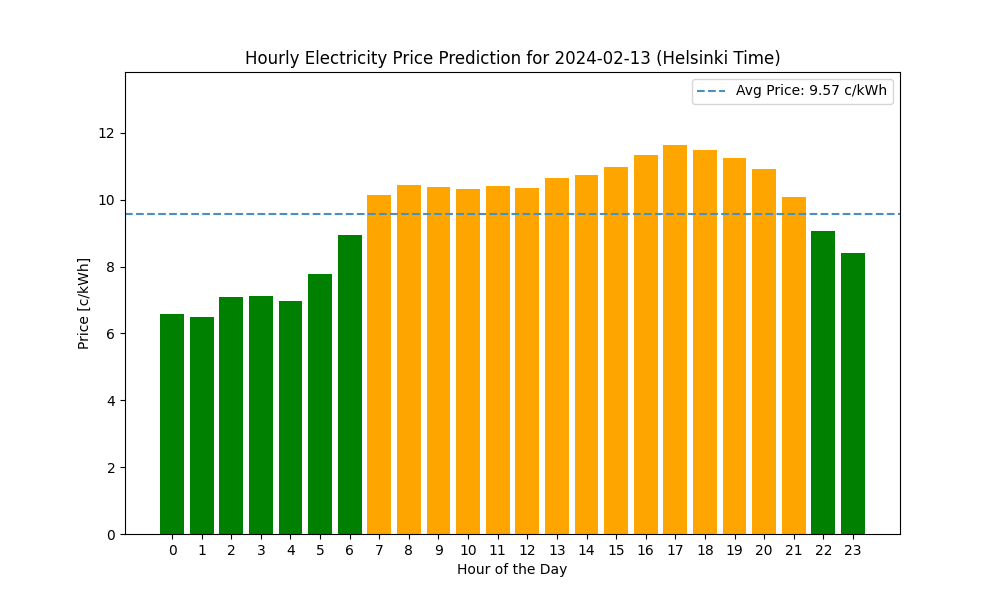 Hourly Electricity Price Prediction for 2024-02-13 (Helsinki Time)
Avg Price: 9.57 c/kWh
Price [c/kWh]
12
10
8
6
4
2
0
0 1 2 3 4 5 6 7 8 9 10 11 12 13 14 15 16 17 18 19 20 21 22 23
Hour of the Day